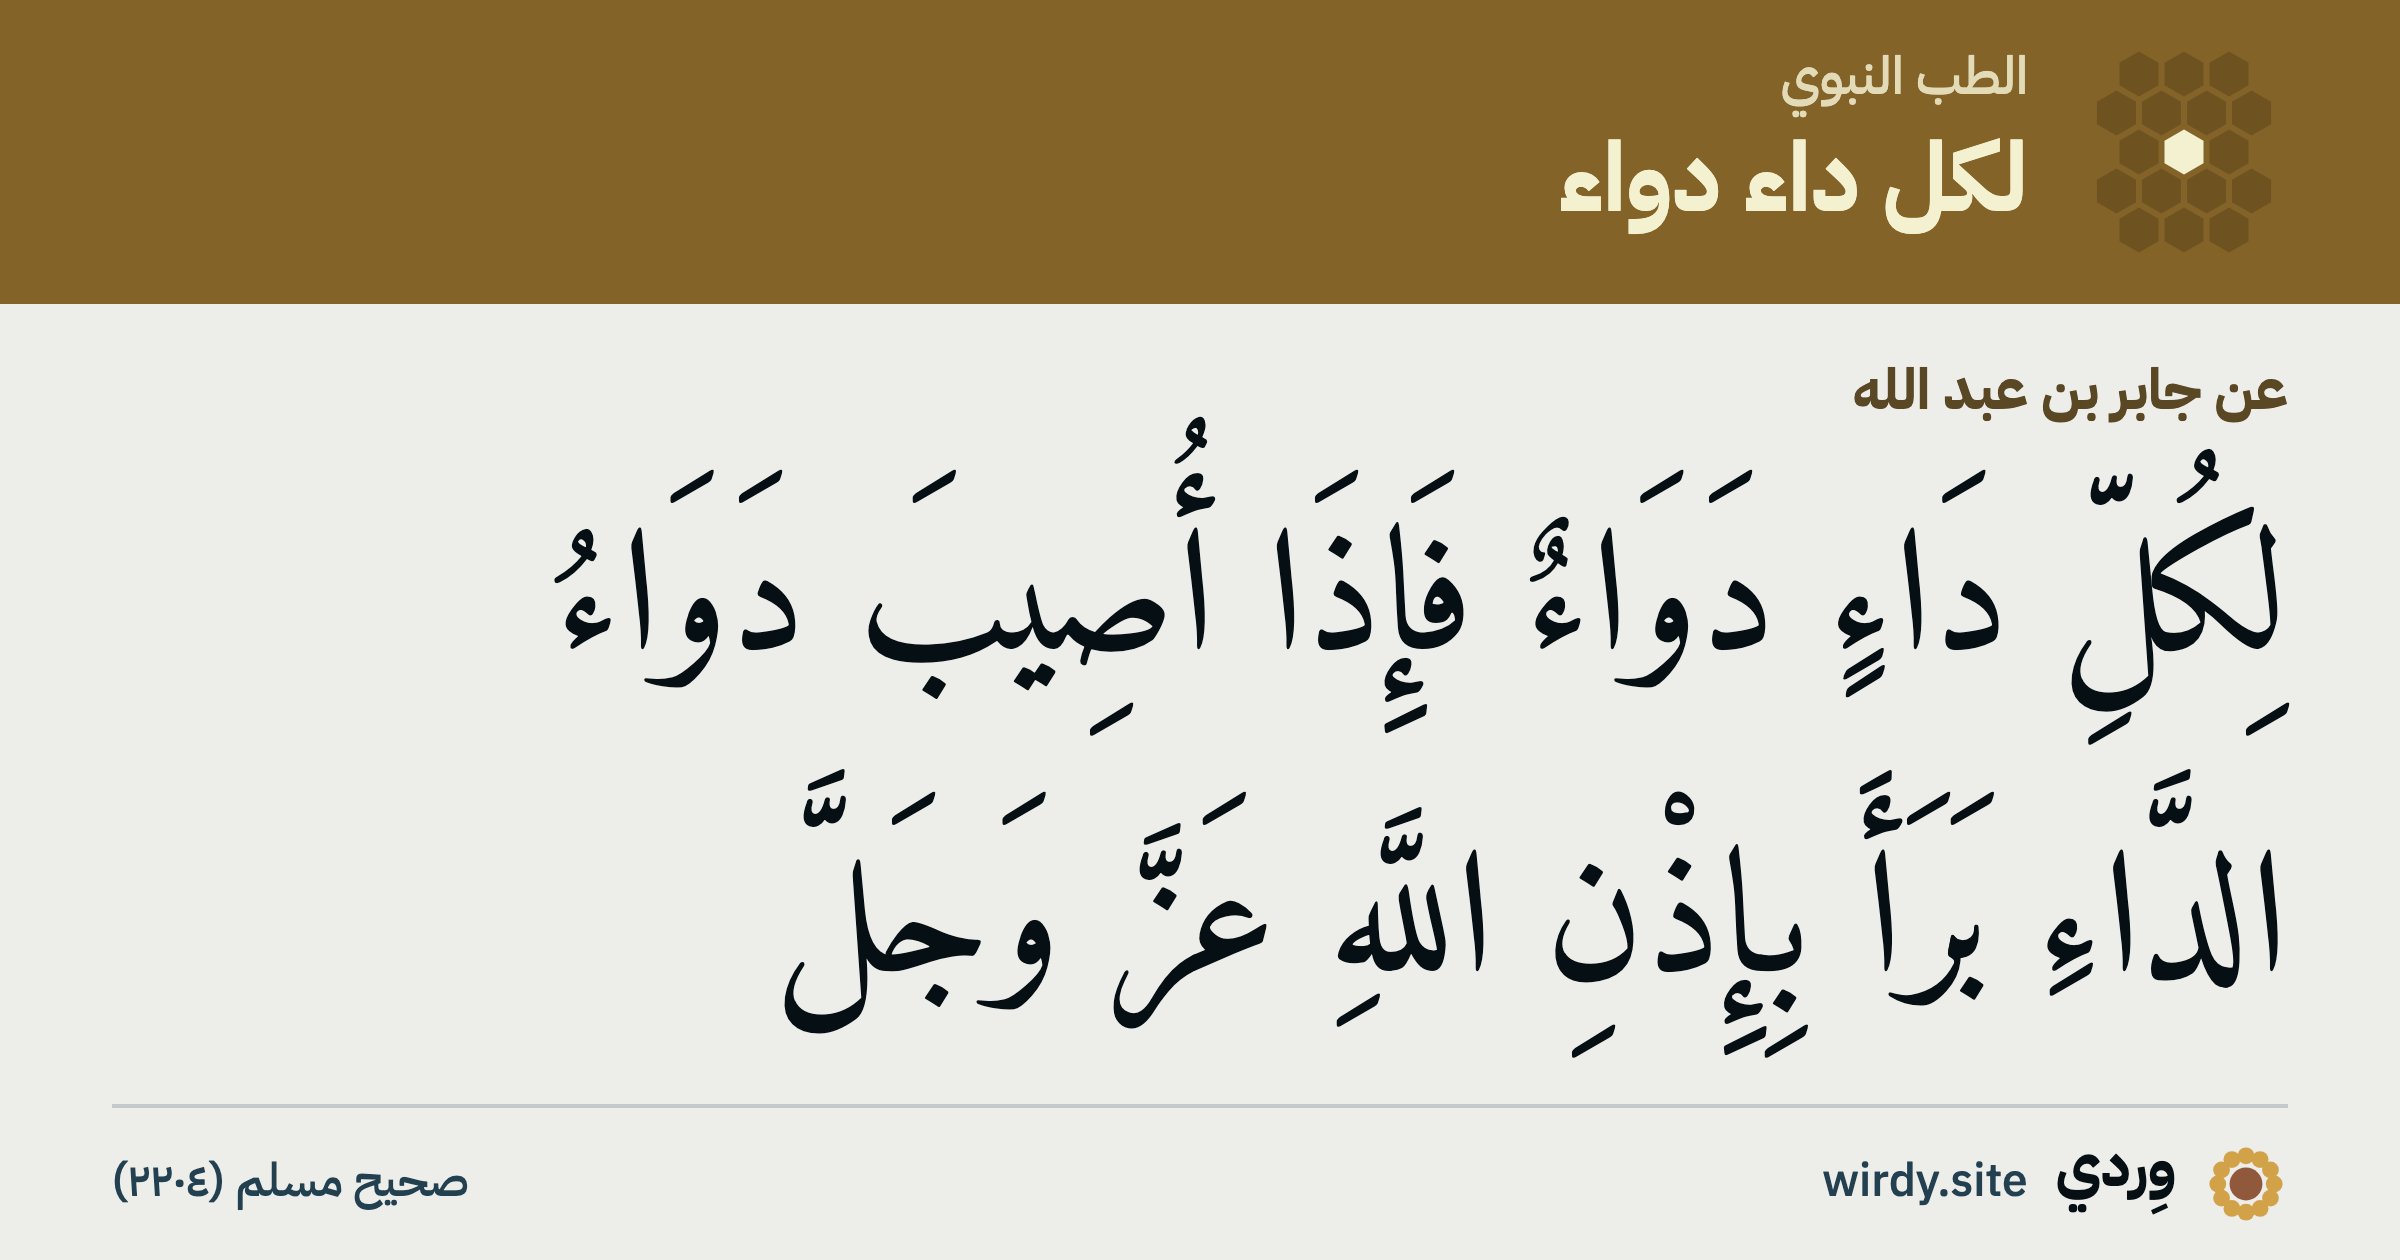 الطب النبوي
لكل داء دواء
عن جابر بن عبد الله
لِكُلِّ دَاءٍ دَوَاءٌ فَإِذَا أُصِيبَ دَوَاءُ
الدَّاءِ بَرَأَ بِإِذْنِ اللَّهِ عَزَّ وَجَلَّ
وِردي wirdy.site
صحيح مسلم (٢٢٠٤)